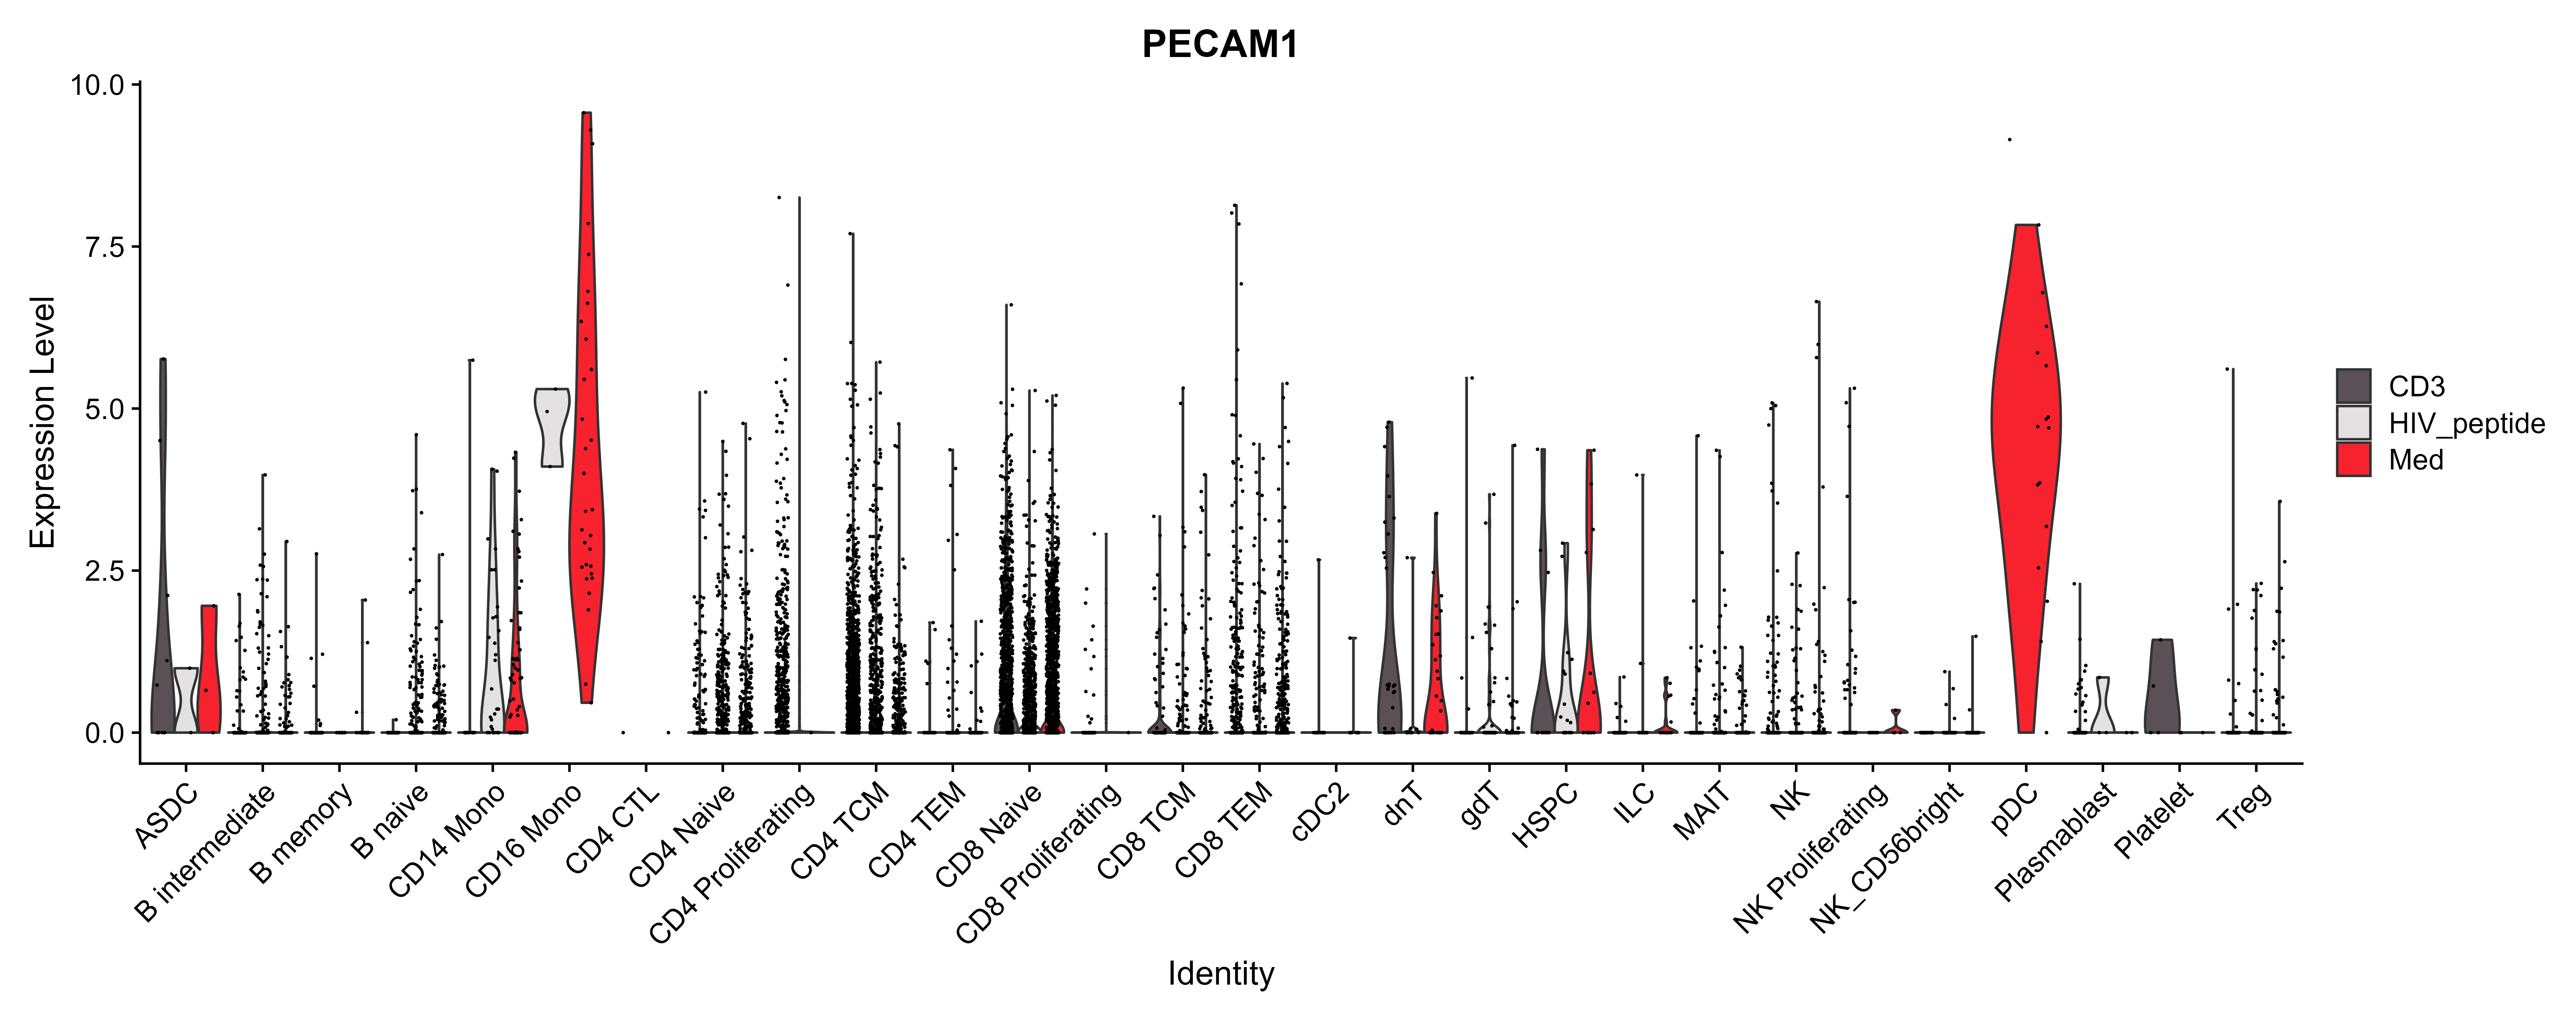 PECAM1
Expression Level
10.0
7.5
5.0
2.5
0.0
ASDC
B intermediate
B memory
B naive
CD14 Mono
CD16 Mono
CD4 CTL
CD4 Naive
CD4 Proliferating
CD4 TCM
CD4 TEM
CD8 Naive
CD8 Proliferating
CD8 TCM
CD8 TEM
cDC2
dnT
gdT
HSPC
ILC
MAIT
NK
NK Proliferating
NK_CD56bright
pDC
Plasmablast
Platelet
Treg
Identity
CD3
HIV_peptide
Med